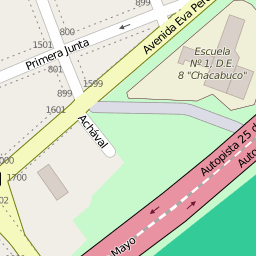 801
899
1501
800
Primera Junta
Avenida Eva Per
Escuela
Nº 1, D.E.
8 "Chacabuco"
899
1599
1601
Achával
1700
Autopista 25 d
Auto
Mayo